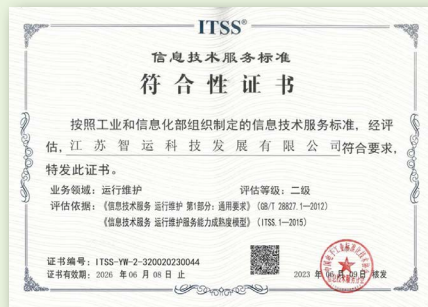 ITSS®
信息技术服务标准
符合性证书
按照工业和信息化部组织制定的信息技术服务标准，经评
估，江苏智运科技发展有限公司符合要求，
特发此证书。
业务领域：运行维护 评估等级：二级
评估依据：《信息技术服务 运行维护 第1部分：通用要求》（GB/T 28827.1—2012）
《信息技术服务 运行维护服务能力成熟度模型》（ITSS.1—2015）
证书编号：ITSS-YW-2-320020230044
证书有效期：2026 年 06 月 08 日 止 2023 年 06 月 09 日 核发